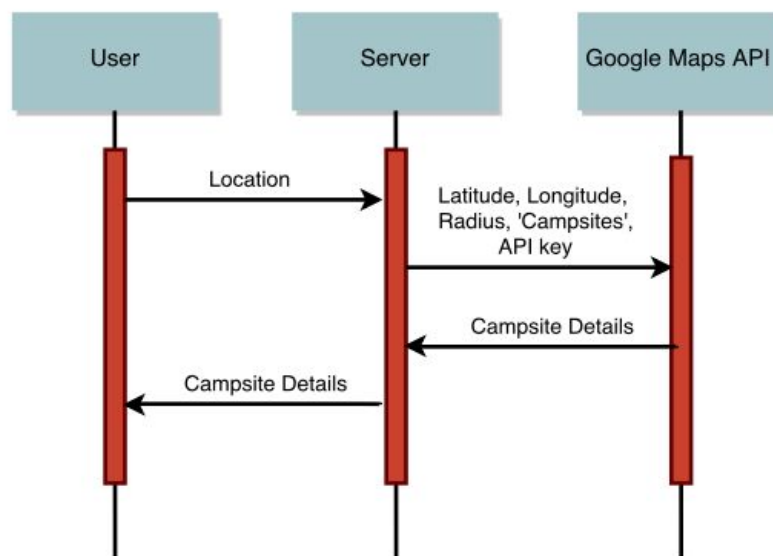 User
Server
Google Maps API
Location
Latitude, Longitude,
Radius, 'Campsites',
API key
Campsite Details
Campsite Details